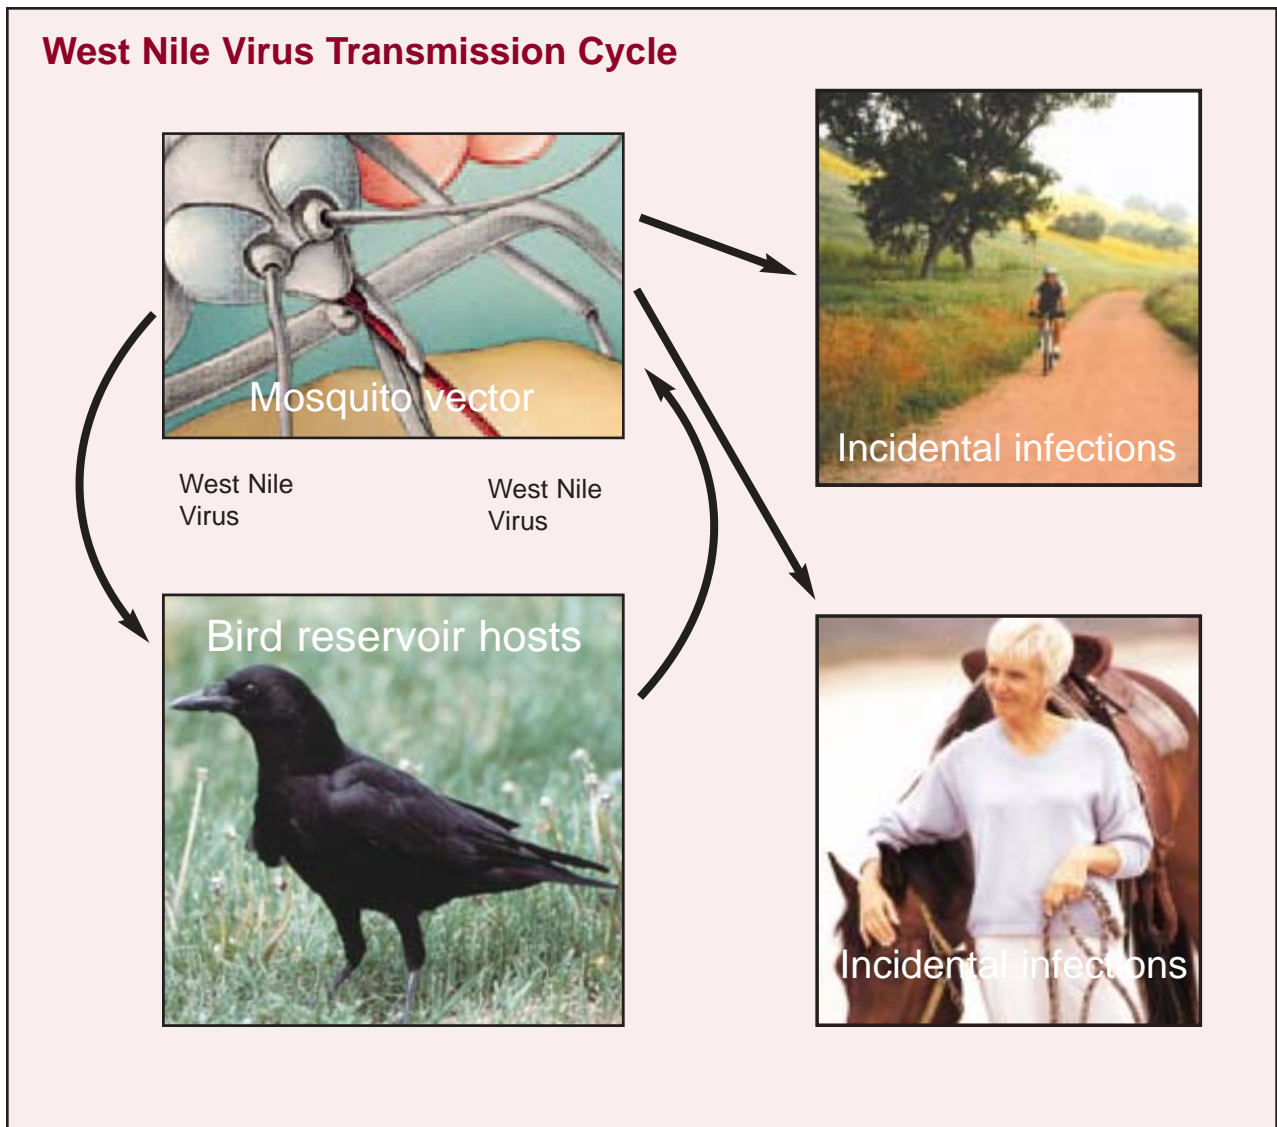 West Nile Virus Transmission Cycle
Mosquito vector
Incidental infections
West Nile
Virus
West Nile
Virus
Bird reservoir hosts
Incidental infections